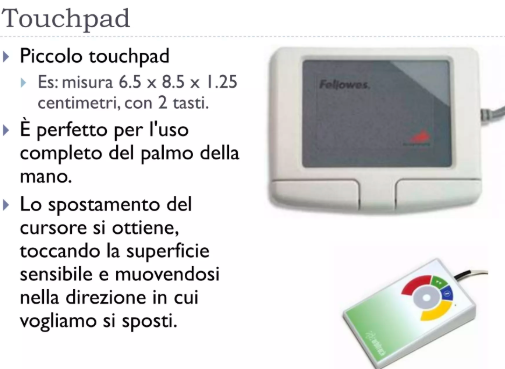 Touchpad
Piccolo touchpad
Es: misura 6.5 x 8.5 x 1.25
centimetri, con 2 tasti.
È perfetto per l'uso
completo del palmo della
mano.
Lo spostamento del
cursore si ottiene,
toccando la superficie
sensibile e muovendosi
nella direzione in cui
vogliamo si sposti.
Fellowes.